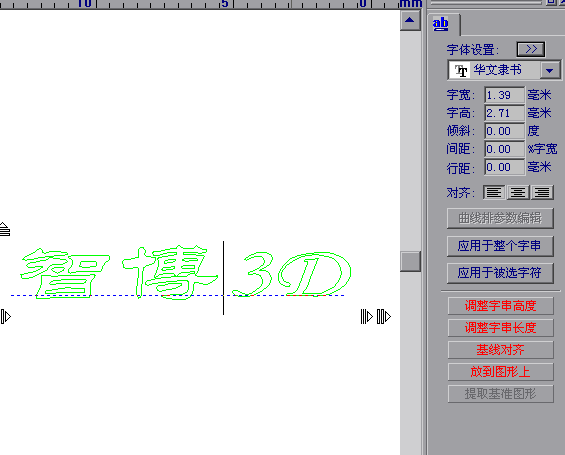 10 5 0 mm
ab
字体设置: >>
华文隶书
字宽: 1.39 毫米
字高: 2.71 毫米
倾斜: 0.00 度
间距: 0.00 %字宽
行距: 0.00 毫米
对齐:
曲线排参数编辑
应用于整个字串
应用于被选字符
智博3D
调整字串高度
调整字串长度
基线对齐
放到图形上
提取基准图形